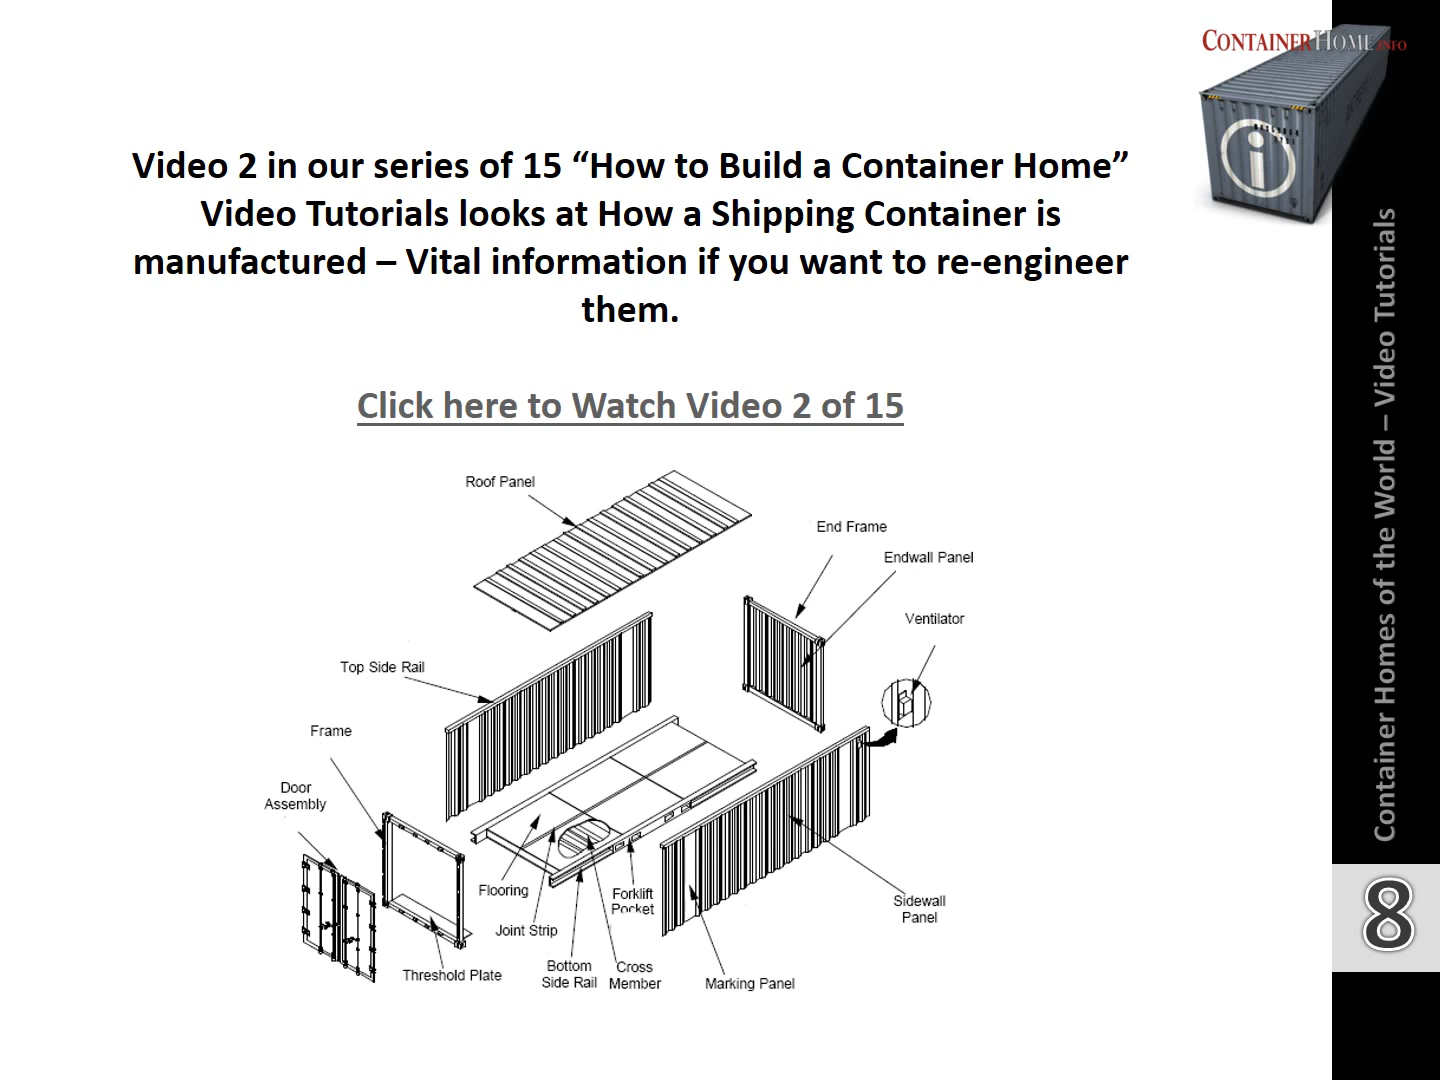 CONTAINERHOME.INFO
Video 2 in our series of 15 “How to Build a Container Home”
Video Tutorials looks at How a Shipping Container is
manufactured – Vital information if you want to re-engineer
them.
Click here to Watch Video 2 of 15
Roof Panel
End Frame
Endwall Panel
Ventilator
Top Side Rail
Frame
Door
Assembly
Flooring
Forklift
Pocket
Sidewall
Panel
Joint Strip
Threshold Plate
Bottom
Side Rail
Cross
Member
Marking Panel
Container Homes of the World – Video Tutorials
8